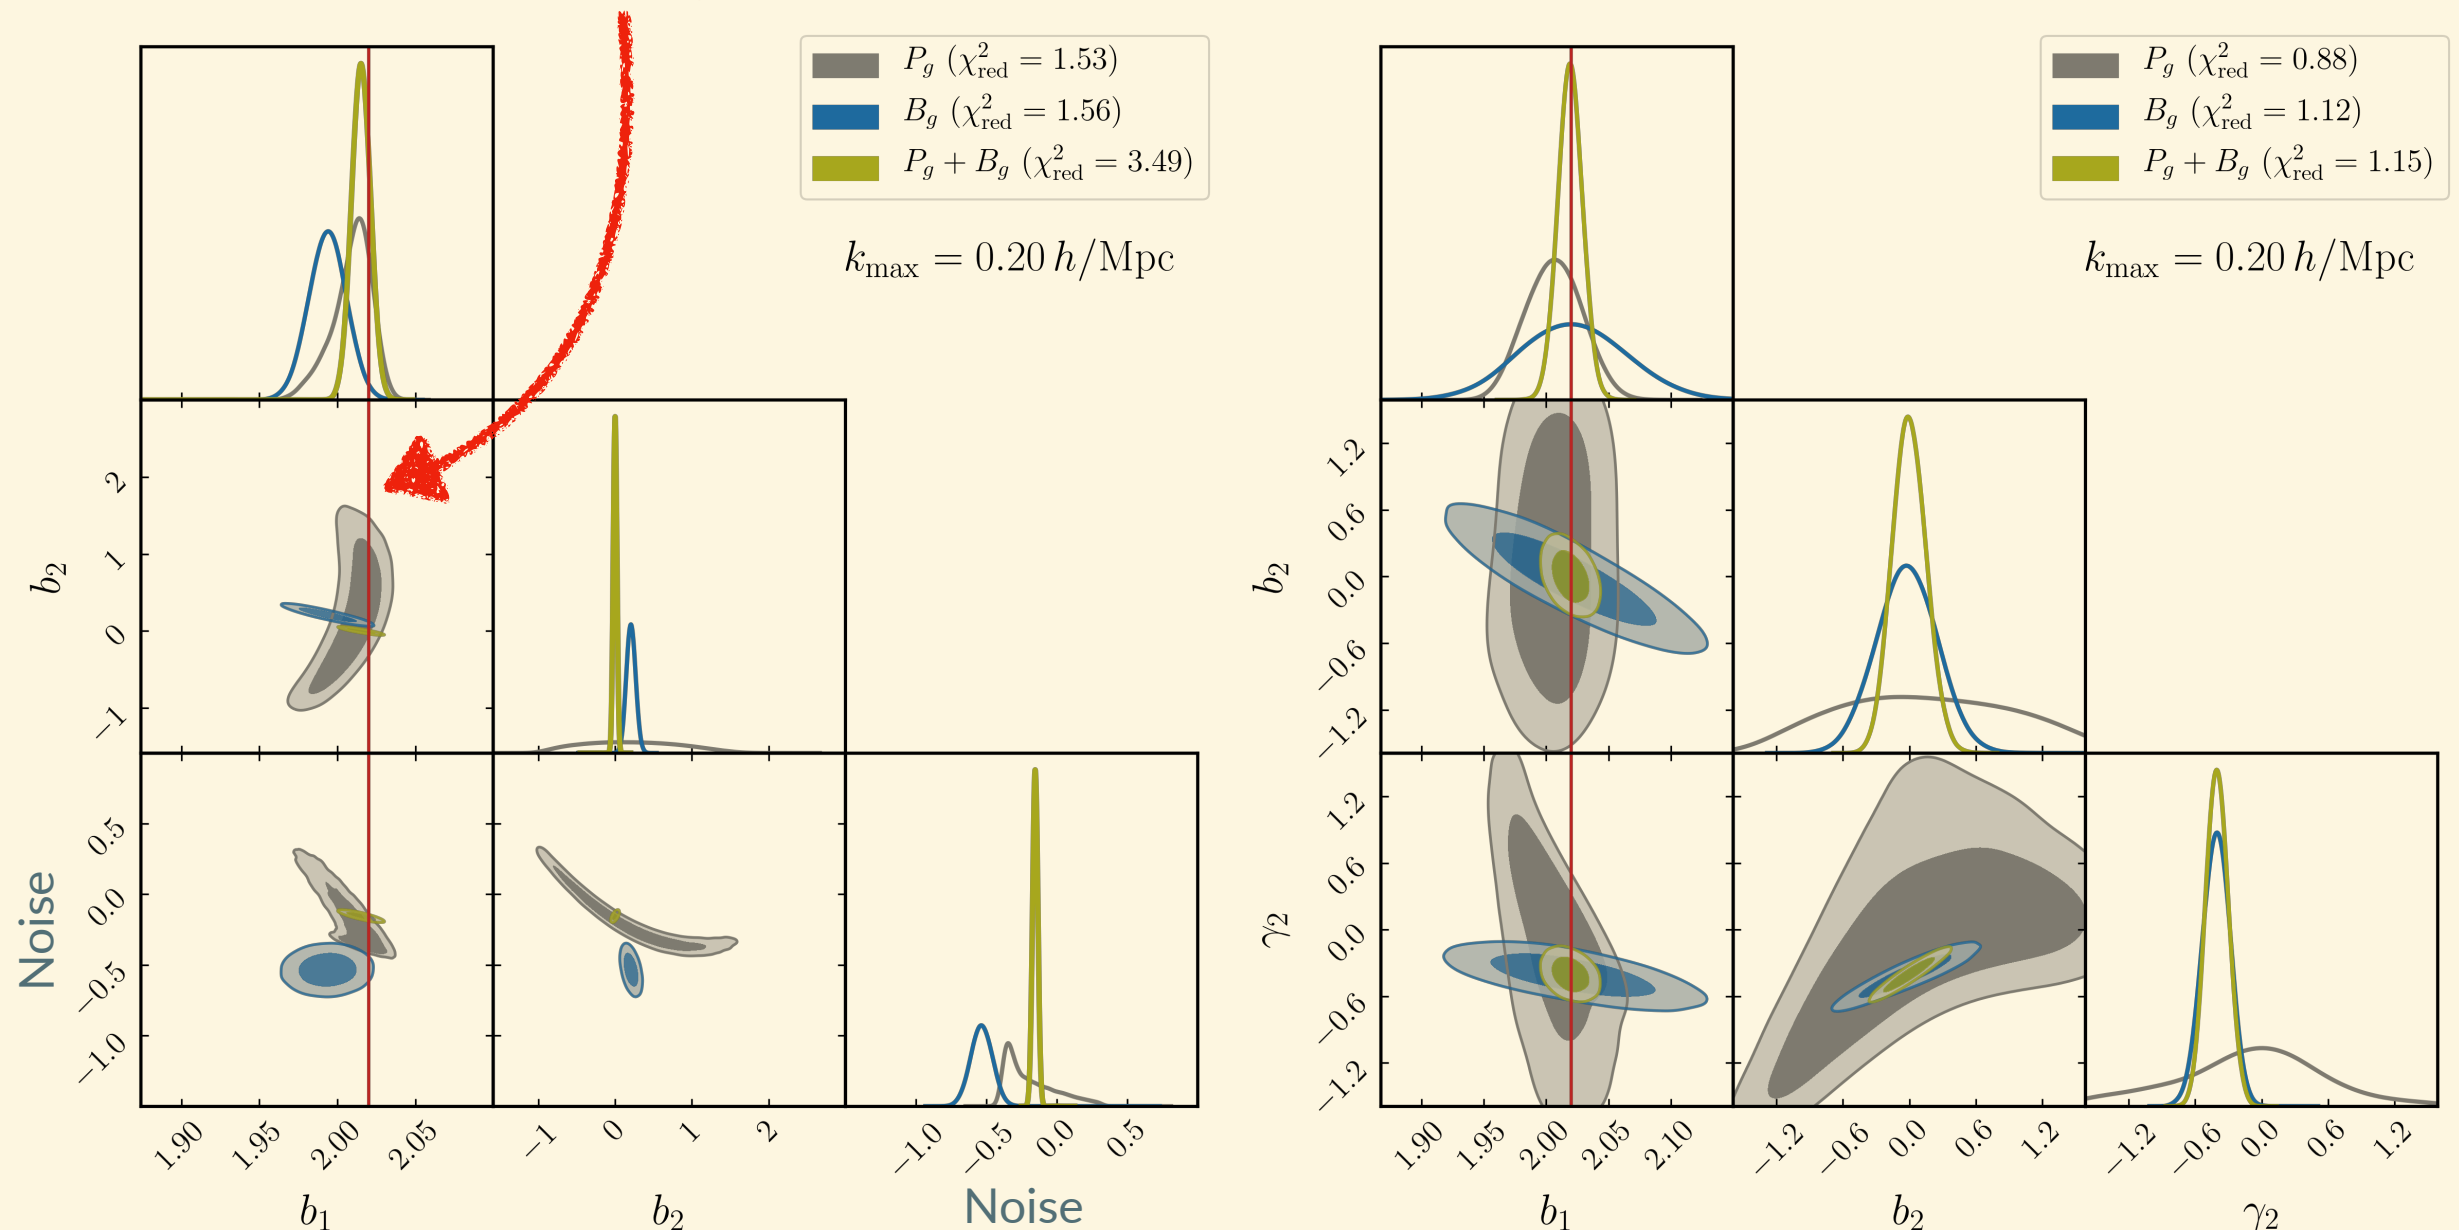 P_g (χ²_red = 1.53)
B_g (χ²_red = 1.56)
P_g + B_g (χ²_red = 3.49)
k_max = 0.20 h/Mpc
2
1
0
−1
b_2
0.5
0.0
−0.5
−1.0
Noise
1.90 1.95 2.00 2.05
−1 0 1 2
−1.0 −0.5 0.0 0.5
b_1 b_2 Noise
P_g (χ²_red = 0.88)
B_g (χ²_red = 1.12)
P_g + B_g (χ²_red = 1.15)
k_max = 0.20 h/Mpc
1.2
0.6
0.0
−0.6
−1.2
b_2
1.2
0.6
0.0
−0.6
−1.2
γ_2
1.90 1.95 2.00 2.05 2.10
−1.2 −0.6 0.0 0.6 1.2
−1.2 −0.6 0.0 0.6 1.2
b_1 b_2 γ_2